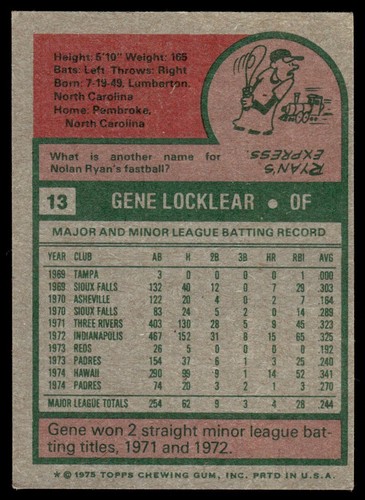 Height: 5'10" Weight: 165
Bats: Left Throws: Right
Born: 7-19-49, Lumberton,
North Carolina
Home: Pembroke,
North Carolina
What is another name for
Nolan Ryan's fastball?
RYAN'S
EXPRESS.
13 GENE LOCKLEAR • OF
MAJOR AND MINOR LEAGUE BATTING RECORD
YEAR CLUB AB H 2B 3B HR RBI AVG
1969 TAMPA 3 0 0 0 0 1 .000
1969 SIOUX FALLS 132 40 12 0 7 29 .303
1970 ASHEVILLE 122 20 4 0 2 7 .164
1970 SIOUX FALLS 83 24 5 2 0 14 .289
1971 THREE RIVERS 403 130 28 5 9 45 .323
1972 INDIANAPOLIS 467 152 31 8 15 65 .325
1973 REDS 26 5 0 0 0 0 .192
1973 PADRES 154 37 6 1 3 25 .240
1974 HAWAII 290 99 14 0 16 52 .341
1974 PADRES 74 20 3 2 1 3 .270
MAJOR LEAGUE TOTALS 254 62 9 3 4 28 .244
Gene won 2 straight minor league bat-
ting titles, 1971 and 1972.
✩ © 1975 TOPPS CHEWING GUM, INC. PRTD IN U.S.A.